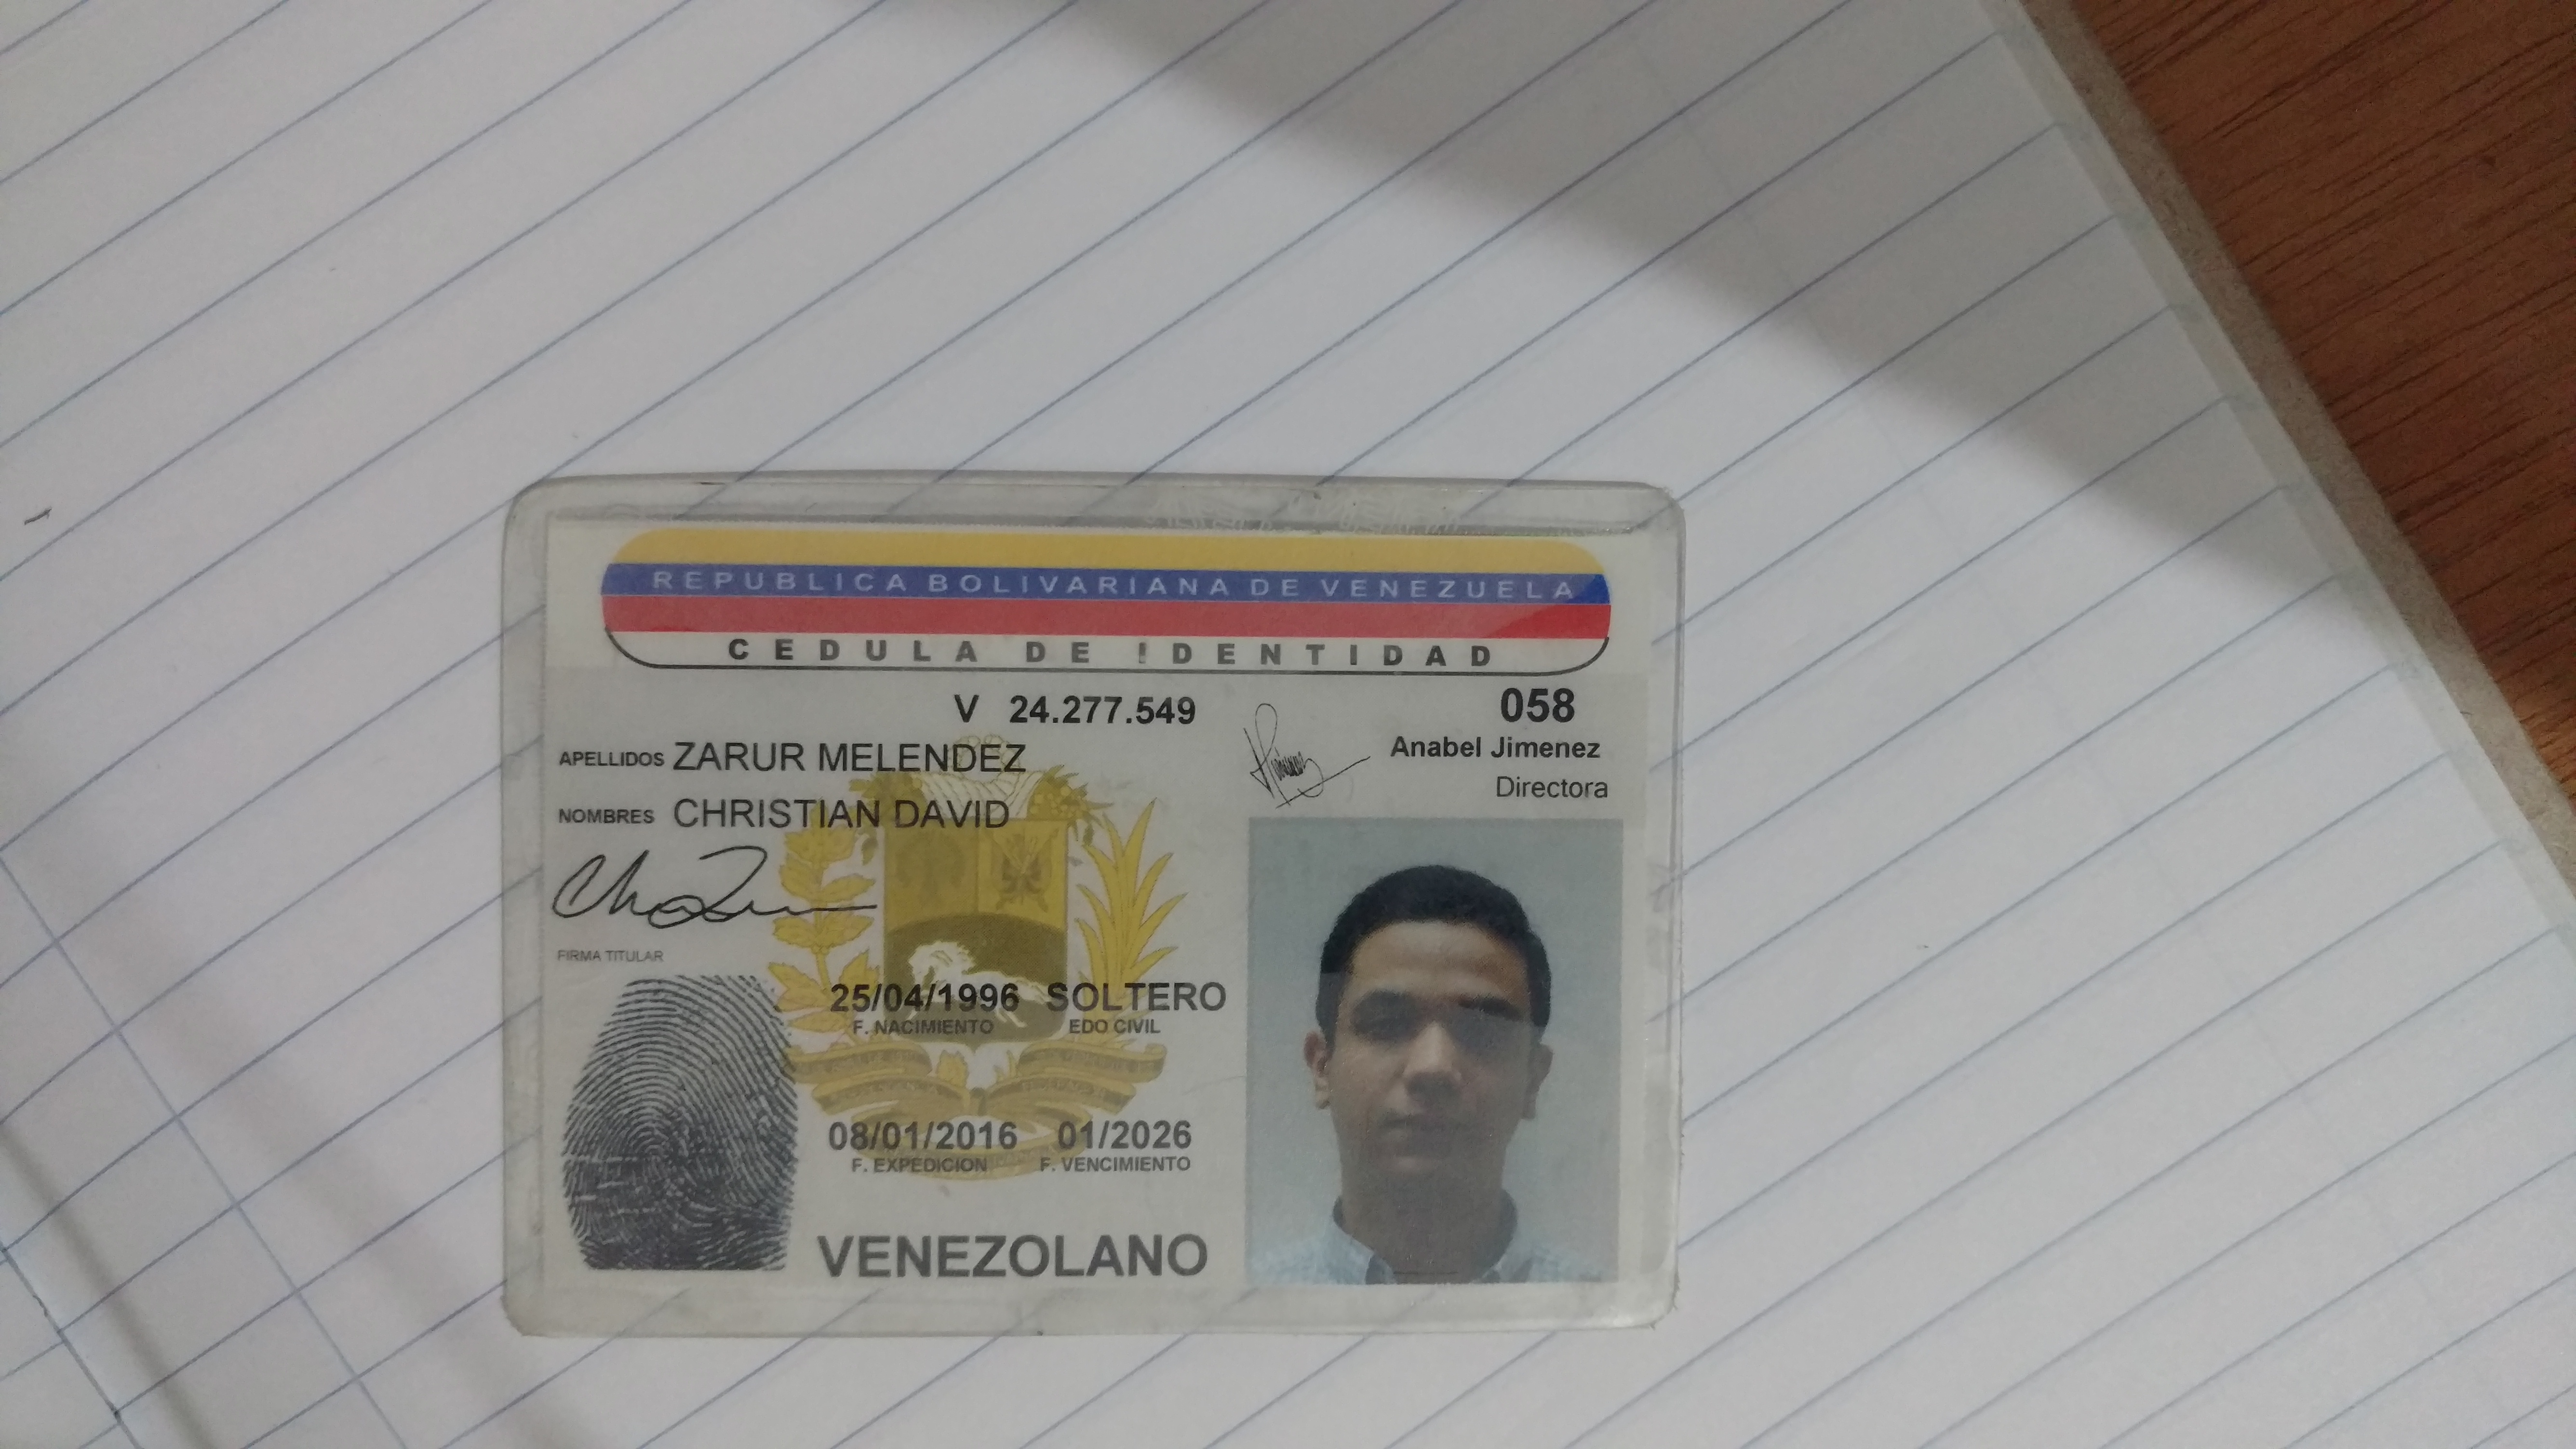 REPUBLICA BOLIVARIANA DE VENEZUELA
CEDULA DE IDENTIDAD
V 24.277.549 058
APELLIDOS ZARUR MELENDEZ Anabel Jimenez
Directora
NOMBRES CHRISTIAN DAVID
FIRMA TITULAR
25/04/1996 SOLTERO
F. NACIMIENTO EDO CIVIL
08/01/2016 01/2026
F. EXPEDICION F. VENCIMIENTO
VENEZOLANO